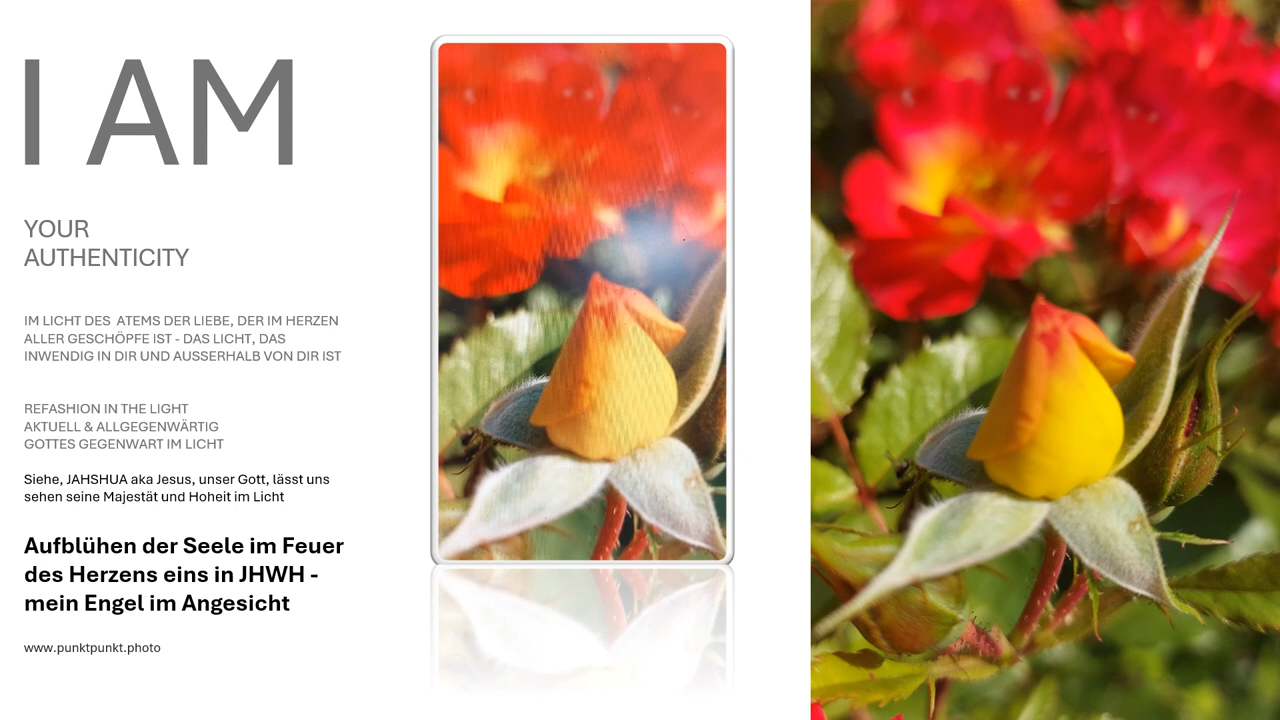 I AM
YOUR
AUTHENTICITY
IM LICHT DES  ATEMS DER LIEBE, DER IM HERZEN
ALLER GESCHÖPFE IST - DAS LICHT, DAS
INWENDIG IN DIR UND AUSSERHALB VON DIR IST
REFASHION IN THE LIGHT
AKTUELL & ALLGEGENWÄRTIG
GOTTES GEGENWART IM LICHT
Siehe, JAHSHUA aka Jesus, unser Gott, lässt uns
sehen seine Majestät und Hoheit im Licht
Aufblühen der Seele im Feuer
des Herzens eins in JHWH -
mein Engel im Angesicht
www.punktpunkt.photo